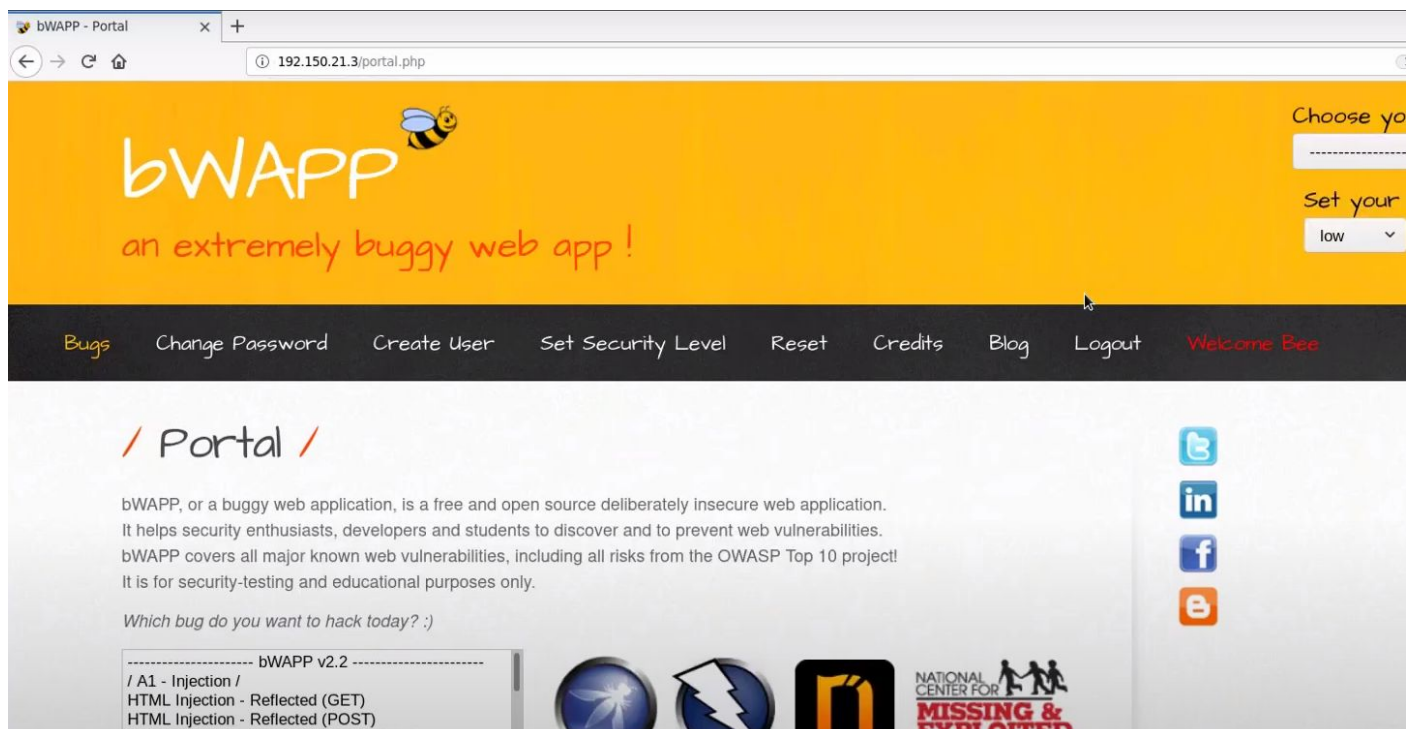 bWAPP - Portal
192.150.21.3/portal.php
bWAPP
an extremely buggy web app !
Choose yo
------------------
Set your
low
Bugs Change Password Create User Set Security Level Reset Credits Blog Logout Welcome Bee
/ Portal /
bWAPP, or a buggy web application, is a free and open source deliberately insecure web application.
It helps security enthusiasts, developers and students to discover and to prevent web vulnerabilities.
bWAPP covers all major known web vulnerabilities, including all risks from the OWASP Top 10 project!
It is for security-testing and educational purposes only.
Which bug do you want to hack today? :)
---------------------- bWAPP v2.2 -----------------------
/ A1 - Injection /
HTML Injection - Reflected (GET)
HTML Injection - Reflected (POST)
NATIONAL
CENTER FOR
MISSING &
EXPLOITED